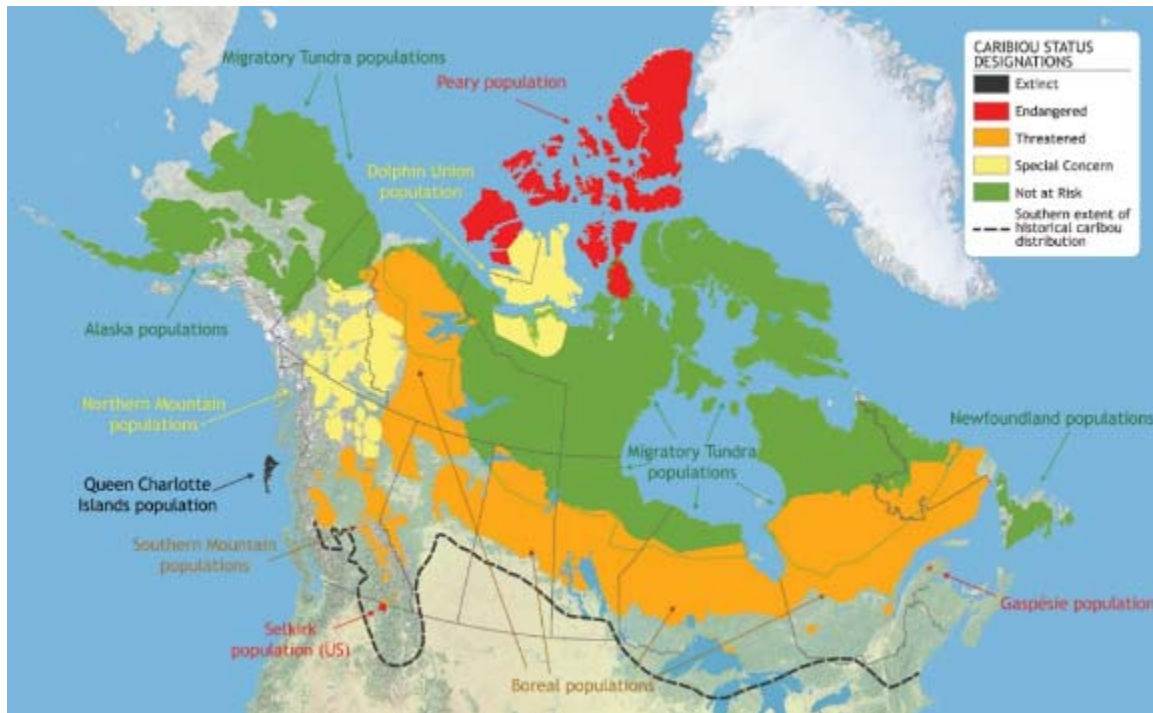 Migratory Tundra populations
Peary population
Dolphin Union
population
Alaska populations
Northern Mountain
populations
Queen Charlotte
Islands population
Southern Mountain
populations
Selkirk
population (US)
Boreal populations
Migratory Tundra
populations
Newfoundland populations
Gaspésie population
CARIBIOU STATUS
DESIGNATIONS
Extinct
Endangered
Threatened
Special Concern
Not at Risk
Southern extent of
historical caribou
distribution